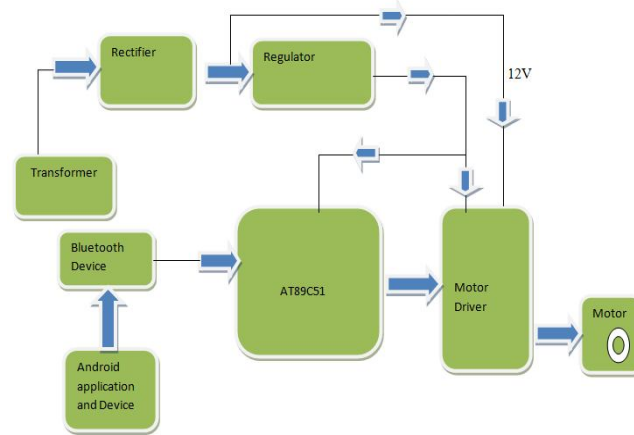 Rectifier
Regulator
12V
Transformer
Bluetooth
Device
AT89C51
Motor
Driver
Motor
Android
application
and Device